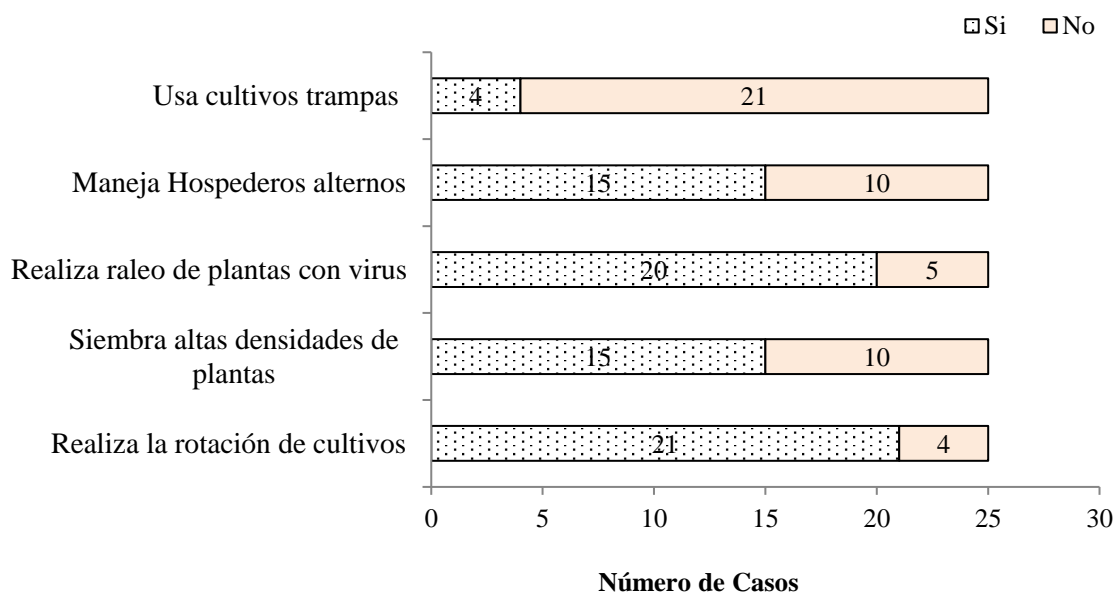 Si No
Usa cultivos trampas
4 21
Maneja Hospederos alternos
15 10
Realiza raleo de plantas con virus
20 5
Siembra altas densidades de
plantas
15 10
Realiza la rotación de cultivos
21 4
0 5 10 15 20 25 30
Número de Casos